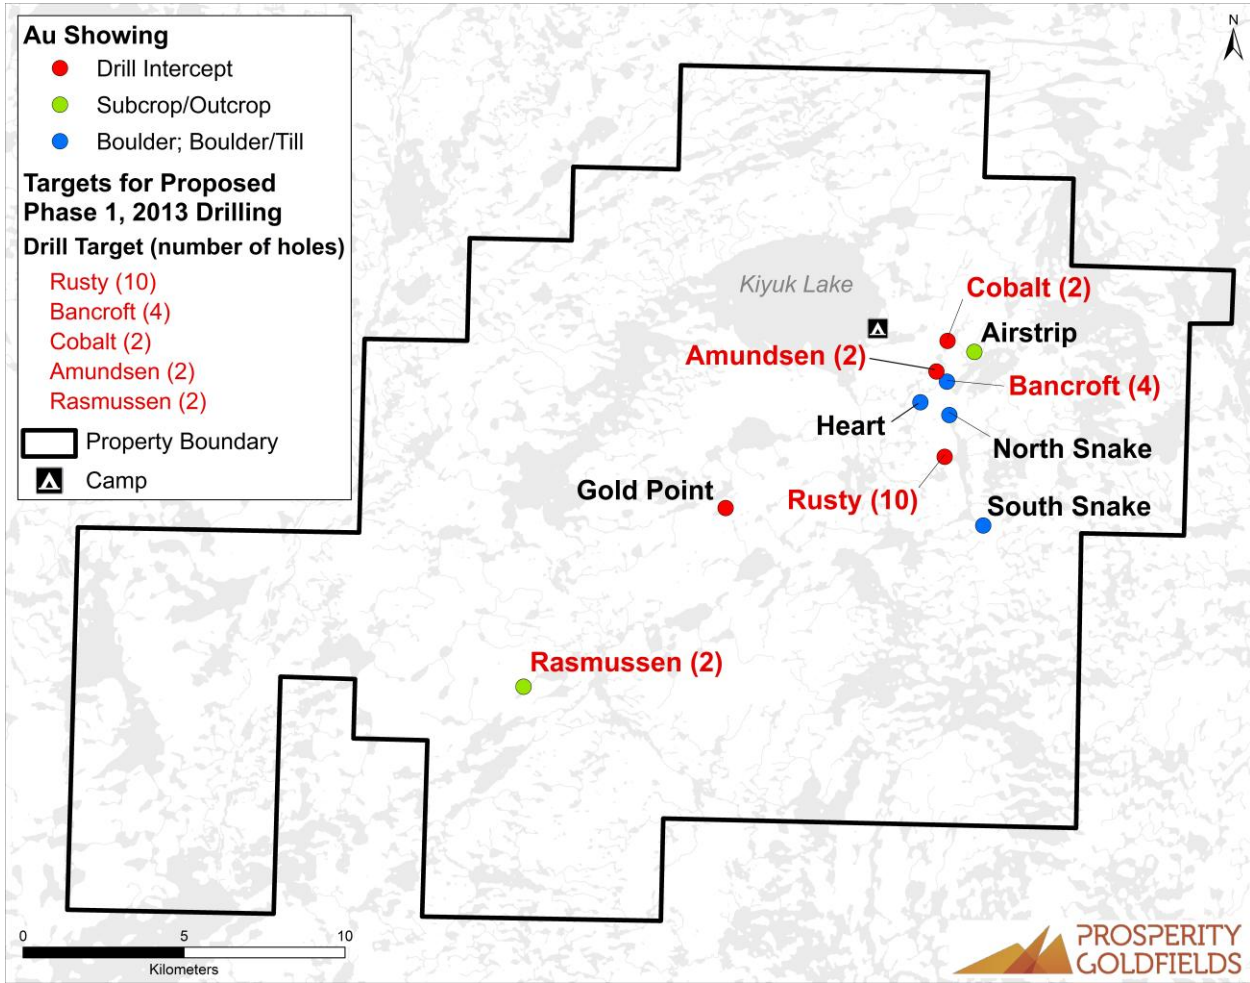 Au Showing
Drill Intercept
Subcrop/Outcrop
Boulder; Boulder/Till
Targets for Proposed
Phase 1, 2013 Drilling
Drill Target (number of holes)
Rusty (10)
Bancroft (4)
Cobalt (2)
Amundsen (2)
Rasmussen (2)
Property Boundary
Camp
N
Kiyuk Lake
Cobalt (2)
Airstrip
Amundsen (2)
Bancroft (4)
Heart
North Snake
Gold Point
Rusty (10)
South Snake
Rasmussen (2)
0 5 10
Kilometers
PROSPERITY
GOLDFIELDS